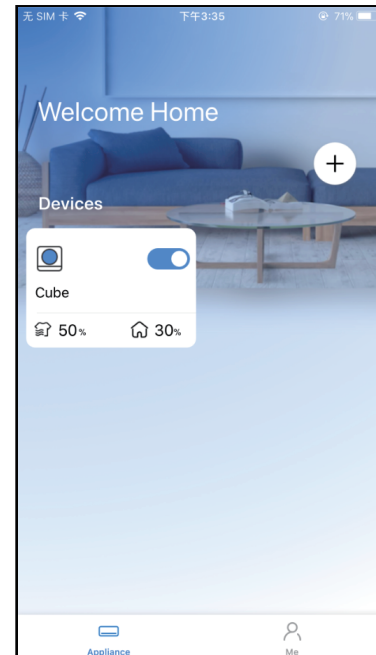 无 SIM 卡 下午3:35 71%
Welcome Home
+
Devices
Cube
50% 30%
Appliance Me